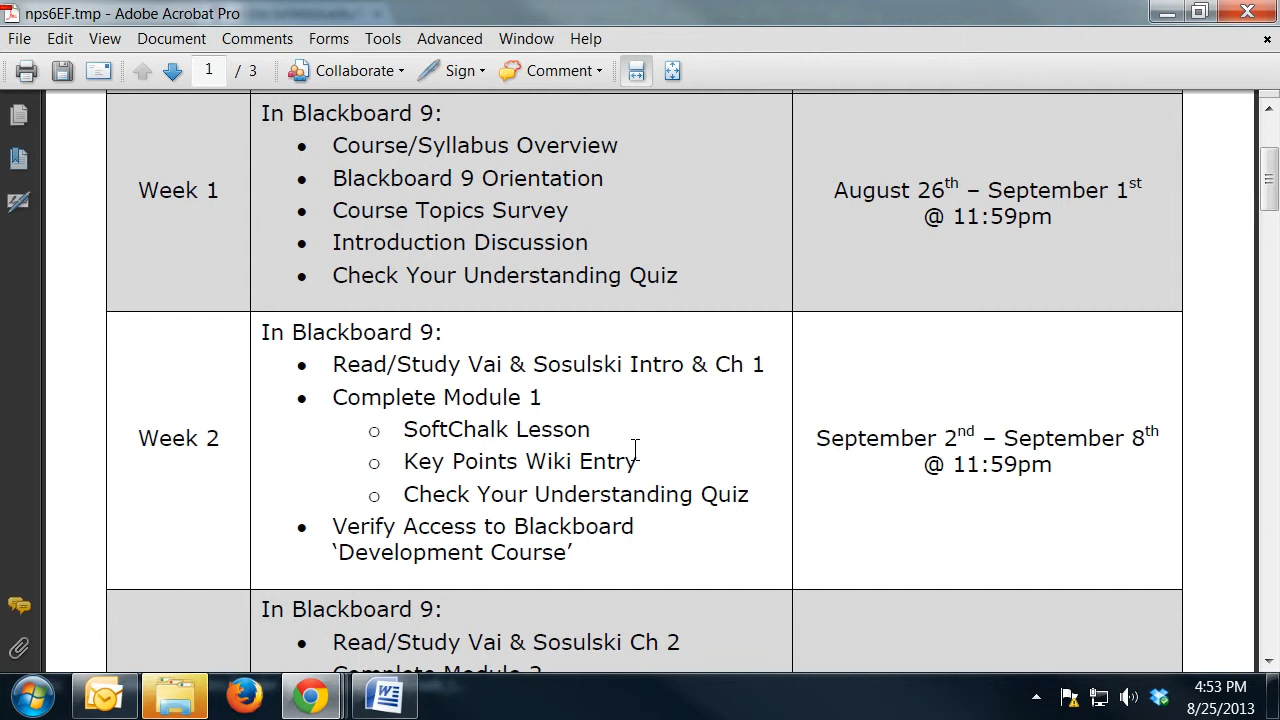 nps6EF.tmp - Adobe Acrobat Pro
File Edit View Document Comments Forms Tools Advanced Window Help
1 / 3 Collaborate Sign Comment
In Blackboard 9:
• Course/Syllabus Overview
• Blackboard 9 Orientation
Week 1
• Course Topics Survey
• Introduction Discussion
• Check Your Understanding Quiz
August 26th – September 1st
@ 11:59pm
In Blackboard 9:
• Read/Study Vai & Sosulski Intro & Ch 1
• Complete Module 1
o SoftChalk Lesson
Week 2
o Key Points Wiki Entry
o Check Your Understanding Quiz
• Verify Access to Blackboard
‘Development Course’
September 2nd – September 8th
@ 11:59pm
In Blackboard 9:
• Read/Study Vai & Sosulski Ch 2
• Complete Module 2
4:53 PM
8/25/2013